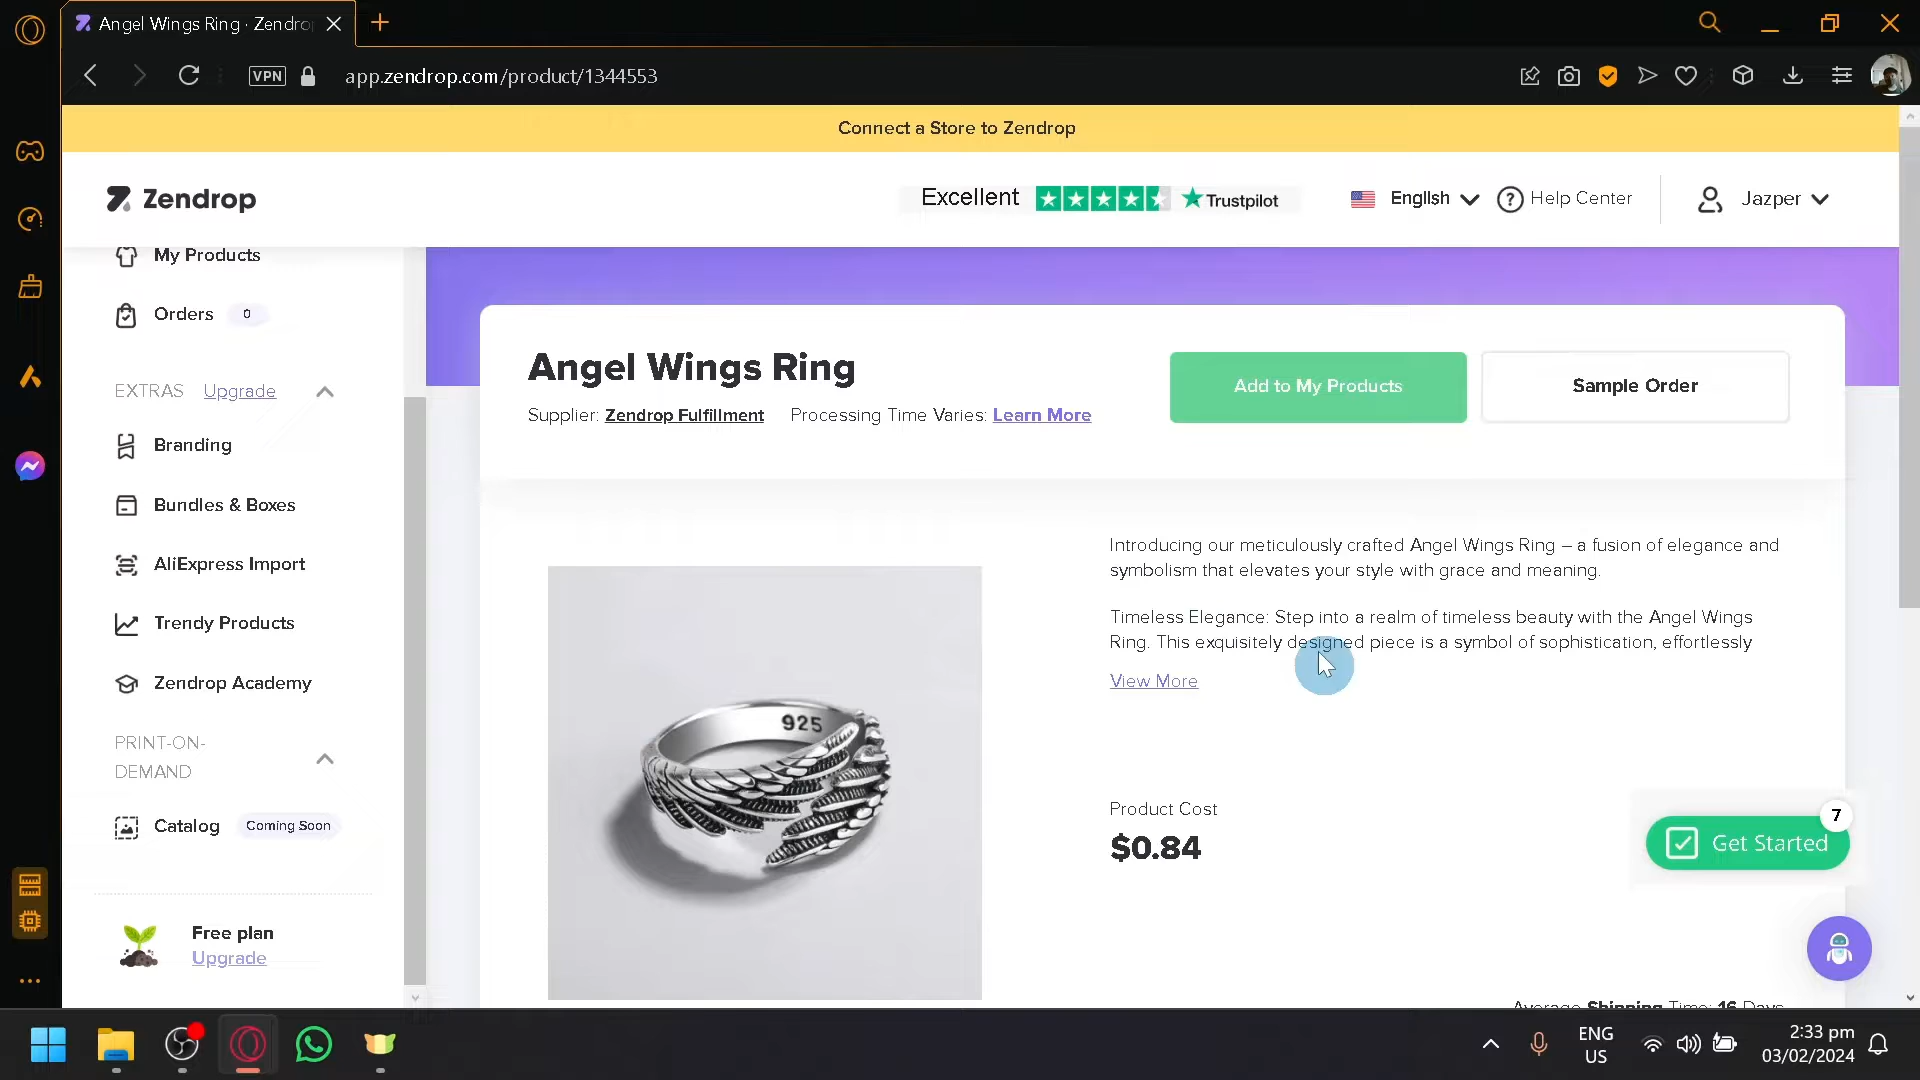 Angel Wings Ring · Zendro
VPN
app.zendrop.com/product/1344553
Connect a Store to Zendrop
Zendrop
Excellent
Trustpilot
English
Help Center
Jazper
My Products
Orders 0
EXTRAS Upgrade
Branding
Bundles & Boxes
AliExpress Import
Trendy Products
Zendrop Academy
PRINT-ON-
DEMAND
Catalog Coming Soon
Free plan
Upgrade
Angel Wings Ring
Supplier: Zendrop Fulfillment Processing Time Varies: Learn More
Add to My Products
Sample Order
925
Introducing our meticulously crafted Angel Wings Ring – a fusion of elegance and
symbolism that elevates your style with grace and meaning.
Timeless Elegance: Step into a realm of timeless beauty with the Angel Wings
Ring. This exquisitely designed piece is a symbol of sophistication, effortlessly
View More
Product Cost
$0.84
7
Get Started
Average Shipping Time: 16 Days
ENG
US
2:33 pm
03/02/2024